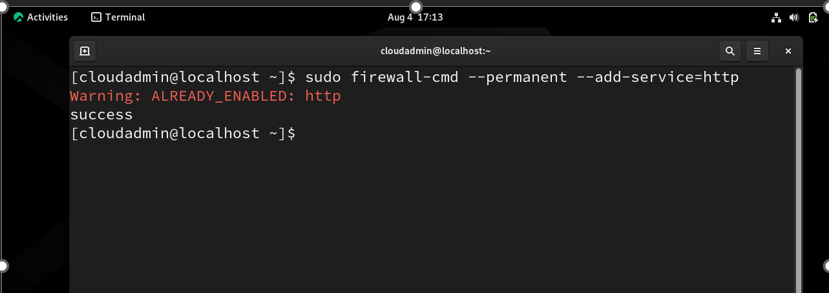 Activities Terminal Aug 4 17:13
cloudadmin@localhost:~
[cloudadmin@localhost ~]$ sudo firewall-cmd --permanent --add-service=http
Warning: ALREADY_ENABLED: http
success
[cloudadmin@localhost ~]$